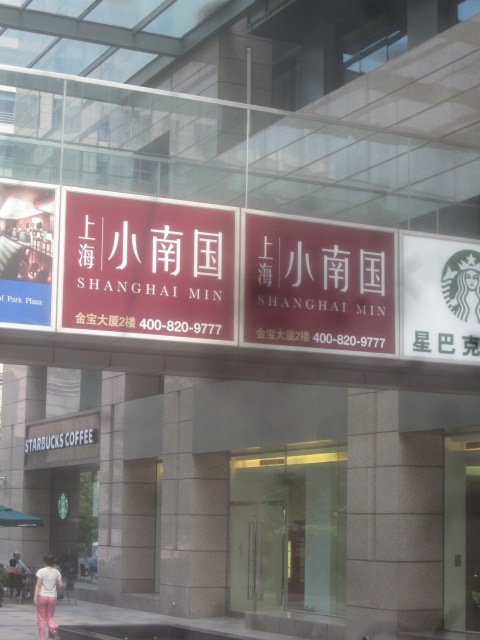 of Park Plaza
上海 小南国
SHANGHAI MIN
金宝大厦2楼 400-820-9777
上海 小南国
SHANGHAI MIN
金宝大厦2楼 400-820-9777
星巴克
STARBUCKS COFFEE